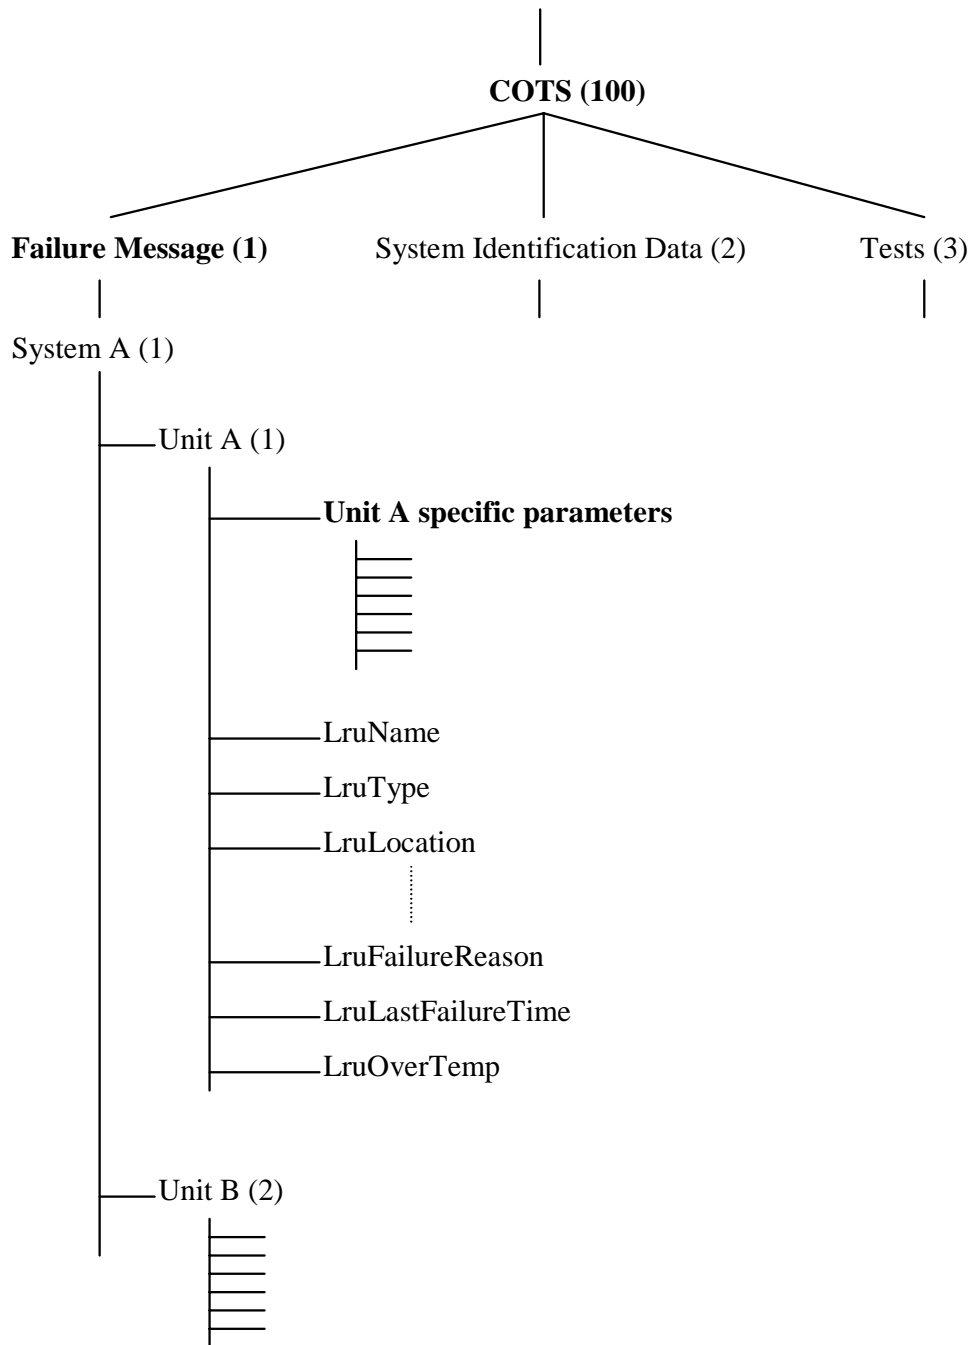 COTS (100)
Failure Message (1) System Identification Data (2) Tests (3)
System A (1)
Unit A (1)
Unit A specific parameters
LruName
LruType
LruLocation
LruFailureReason
LruLastFailureTime
LruOverTemp
Unit B (2)